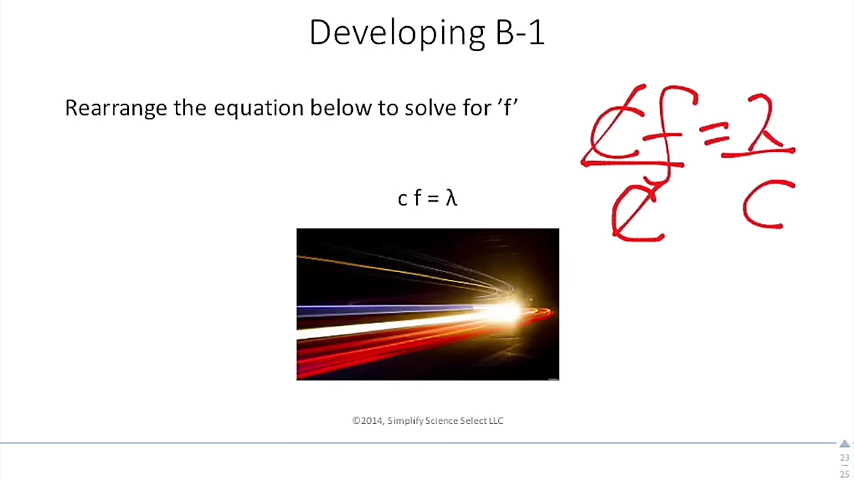 Developing B-1
Rearrange the equation below to solve for ’f’
c f = λ
c f = λ
c c
©2014, Simplify Science Select LLC
23
25